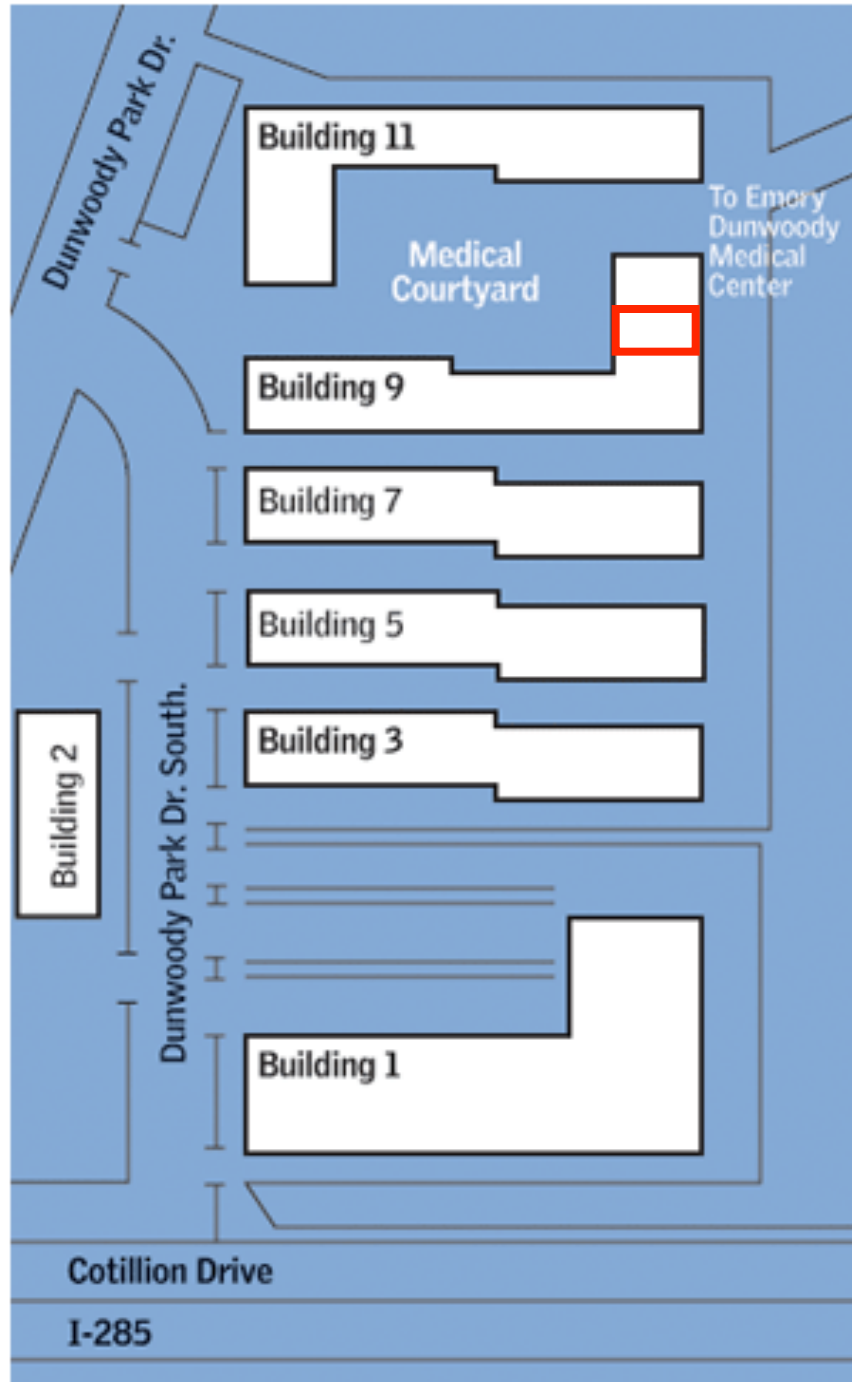 Dunwoody Park Dr.
Building 11
To Emory
Dunwoody
Medical
Center
Medical
Courtyard
Building 9
Building 7
Building 5
Building 3
Building 2
Dunwoody Park Dr. South.
Building 1
Cotillion Drive
I-285